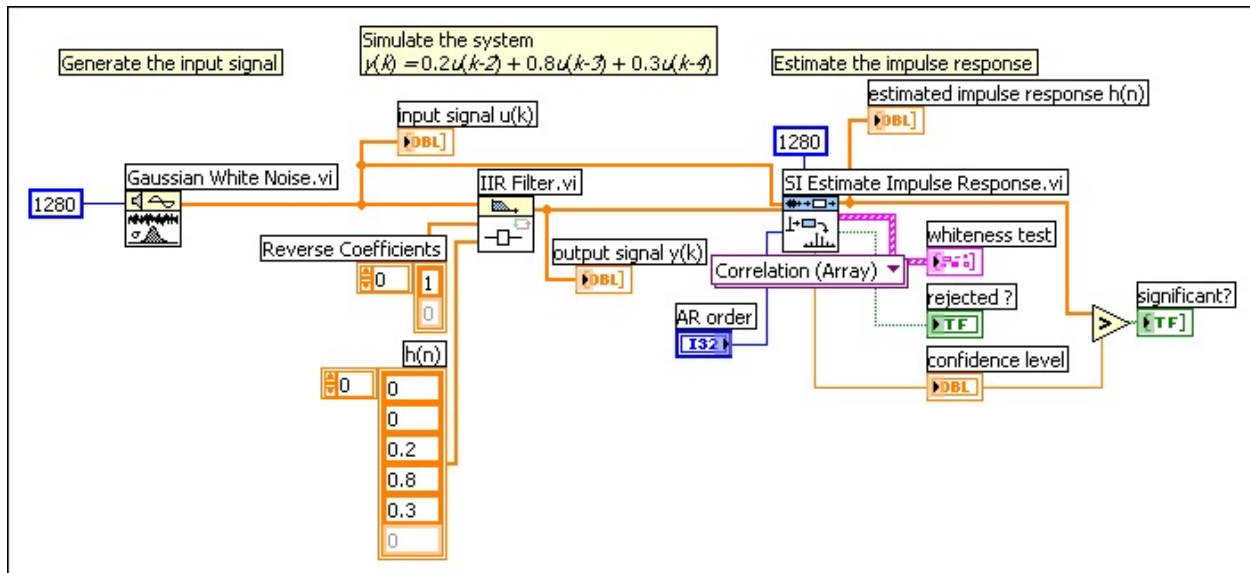 Generate the input signal
Simulate the system
y(k) =0.2u(k-2) + 0.8u(k-3) + 0.3u(k-4)
Estimate the impulse response
estimated impulse response h(n)
DBL]
input signal u(k)
DBL]
1280
Gaussian White Noise.vi
IIR Filter.vi
SI Estimate Impulse Response.vi
1280
σ
Reverse Coefficients
0
1
0
output signal y(k)
DBL]
Correlation (Array)
whiteness test
rejected ?
TF
significant?
TF]
>
AR order
I32
confidence level
DBL
h(n)
0
0
0
0.2
0.8
0.3
0